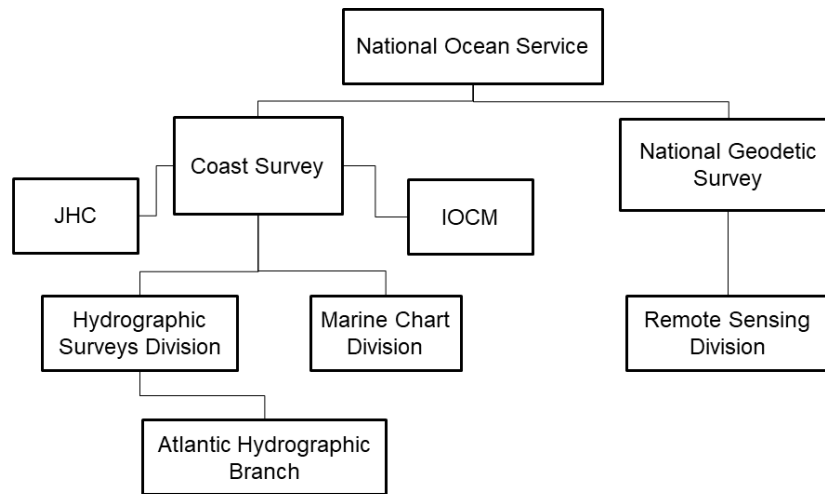 National Ocean Service
Coast Survey
National Geodetic
Survey
JHC
IOCM
Hydrographic
Surveys Division
Marine Chart
Division
Remote Sensing
Division
Atlantic Hydrographic
Branch